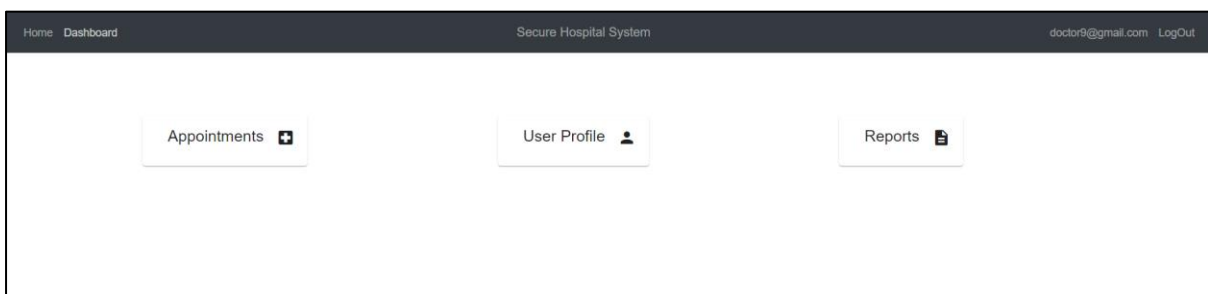 Home Dashboard Secure Hospital System doctor9@gmail.com LogOut
Appointments User Profile Reports